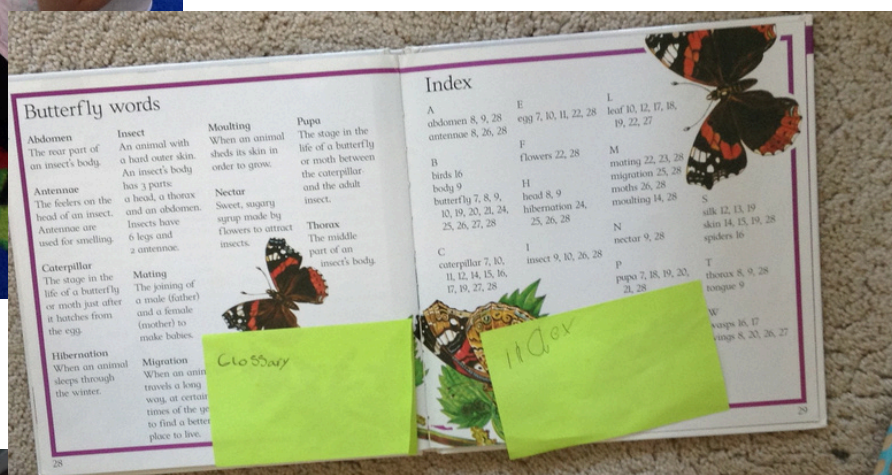 Butterfly words
Abdomen
The rear part of
an insect's body.
Antennae
The feelers on the
head of an insect.
Antennae are
used for smelling.
Caterpillar
The stage in the
life of a butterfly
or moth just after
it hatches from
the egg.
Hibernation
When an animal
sleeps through
the winter.
Insect
An animal with
a hard outer skin.
An insect's body
has 3 parts:
a head, a thorax
and an abdomen.
Insects have
6 legs and
2 antennae.
Mating
The joining of
a male (father)
and a female
(mother) to
make babies.
Migration
When an anim
travels a long
way, at certain
times of the ye
to find a better
place to live.
Moulting
When an animal
sheds its skin in
order to grow.
Nectar
Sweet, sugary
syrup made by
flowers to attract
insects.
Pupa
The stage in the
life of a butterfly
or moth between
the caterpillar
and the adult
insect.
Thorax
The middle
part of an
insect's body.
Glossary
28
Index
A
abdomen 8, 9, 28
antennae 8, 26, 28
B
birds 16
body 9
butterfly 7, 8, 9,
10, 19, 20, 21, 24,
25, 26, 27, 28
C
caterpillar 7, 10,
11, 12, 14, 15, 16,
17, 19, 27, 28
E
egg 7, 10, 11, 22, 28
F
flowers 22, 28
H
head 8, 9
hibernation 24,
25, 26, 28
I
insect 9, 10, 26, 28
L
leaf 10, 12, 17, 18,
19, 22, 27
M
mating 22, 23, 28
migration 25, 28
moths 26, 28
moulting 14, 28
N
nectar 9, 28
P
pupa 7, 18, 19, 20,
21, 28
S
silk 12, 13, 19
skin 14, 15, 19, 28
spiders 16
T
thorax 8, 9, 28
tongue 9
W
wasps 16, 17
wings 8, 20, 26, 27
index
29